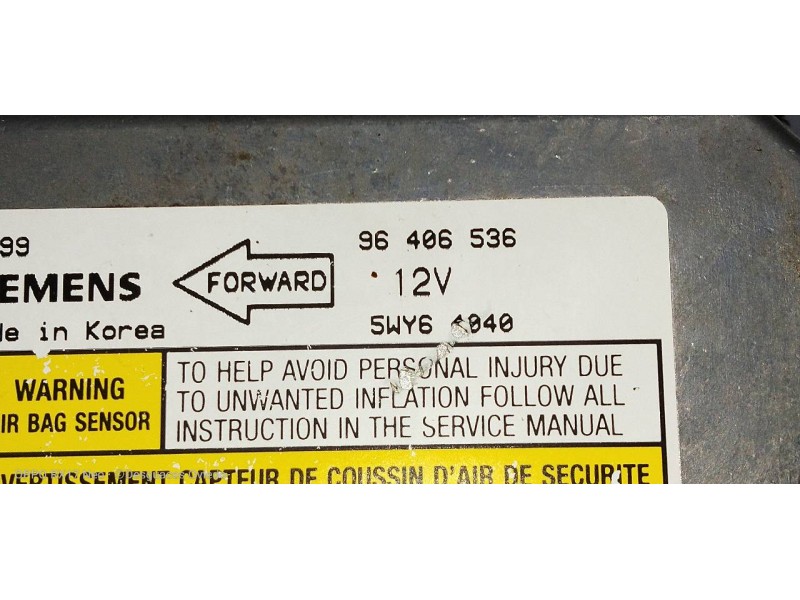 99
96 406 536
EMENS
FORWARD
12V
de in Korea
5WY6 4040
WARNING
IR BAG SENSOR
TO HELP AVOID PERSONAL INJURY DUE
TO UNWANTED INFLATION FOLLOW ALL
INSTRUCTION IN THE SERVICE MANUAL
VERTISSEMENT CAPTEUR DE COUSSIN D'AIR DE SECURITE